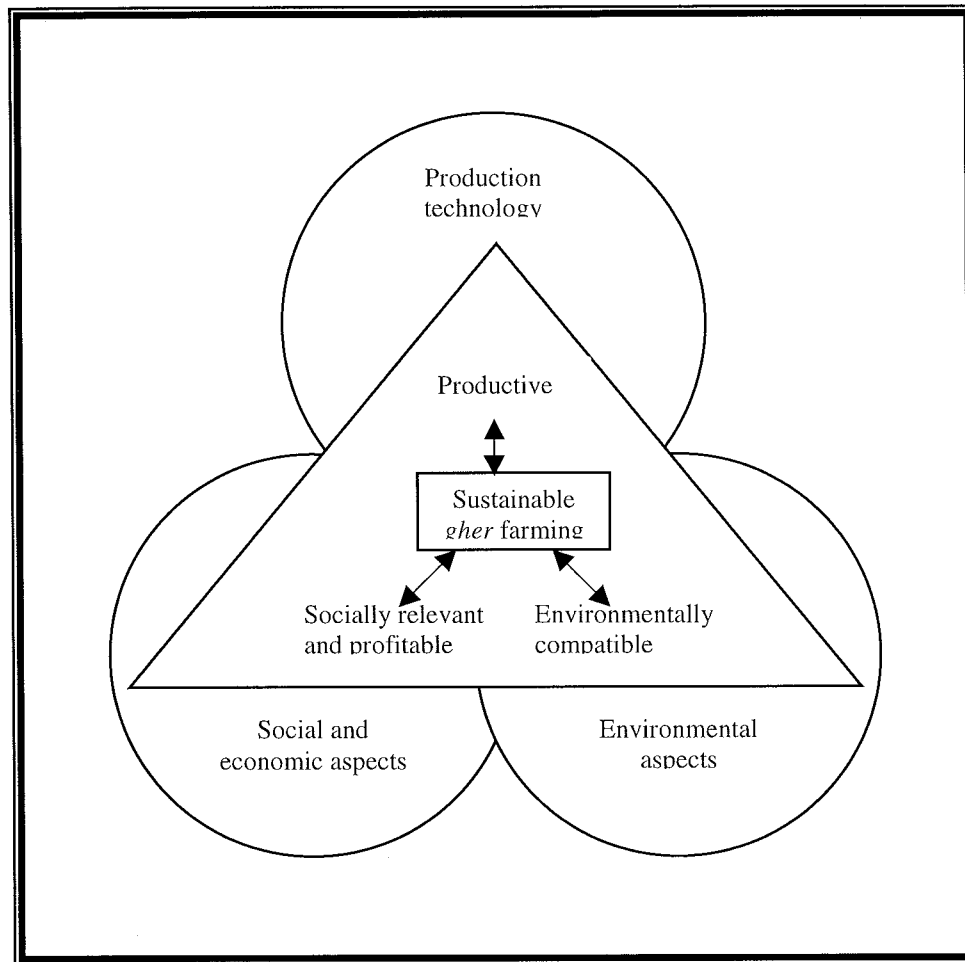 Production
technology
Productive
Sustainable
gher farming
Socially relevant
and profitable
Environmentally
compatible
Social and
economic aspects
Environmental
aspects